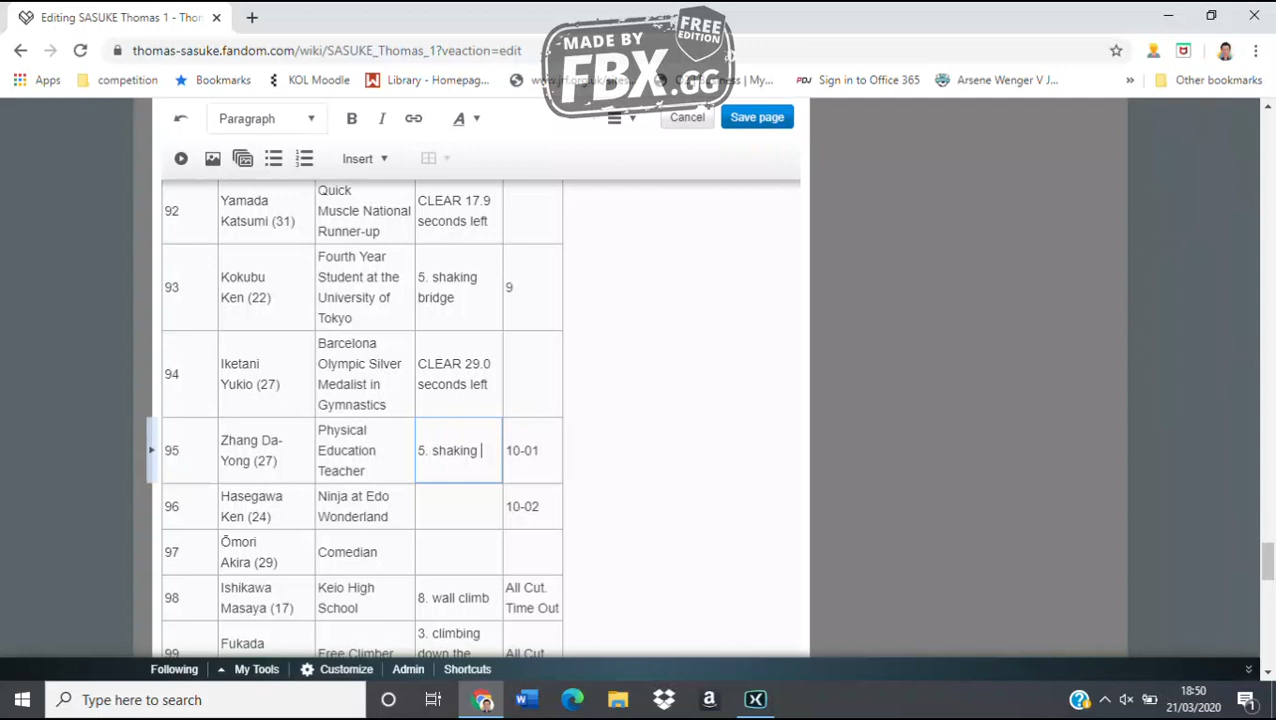 Editing SASUKE Thomas 1 - Thor
thomas-sasuke.fandom.com/wiki/SASUKE_Thomas_1?veaction=edit
MADE BY
FBX.GG
FREE
EDITION
Apps
competition
Bookmarks
KOL Moodle
Library - Homepag...
My...
Sign in to Office 365
Arsene Wenger V J...
Other bookmarks
Paragraph
B I
A
Cancel
Save page
Insert
92
Yamada
Katsumi (31)
Quick
Muscle National
Runner-up
CLEAR 17.9
seconds left
93
Kokubu
Ken (22)
Fourth Year
Student at the
University of
Tokyo
5. shaking
bridge
9
94
Iketani
Yukio (27)
Barcelona
Olympic Silver
Medalist in
Gymnastics
CLEAR 29.0
seconds left
95
Zhang Da-
Yong (27)
Physical
Education
Teacher
5. shaking
10-01
96
Hasegawa
Ken (24)
Ninja at Edo
Wonderland
10-02
97
Ōmori
Akira (29)
Comedian
98
Ishikawa
Masaya (17)
Keio High
School
8. wall climb
All Cut.
Time Out
99
Fukada
Free Climber
3. climbing
down the
All Cut
Following
My Tools
Customize
Admin
Shortcuts
Type here to search
18:50
21/03/2020